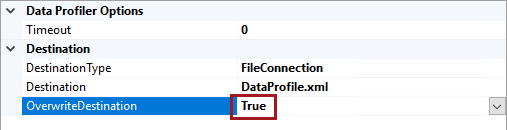 Data Profiler Options
Timeout 0
Destination
DestinationType FileConnection
Destination DataProfile.xml
OverwriteDestination True